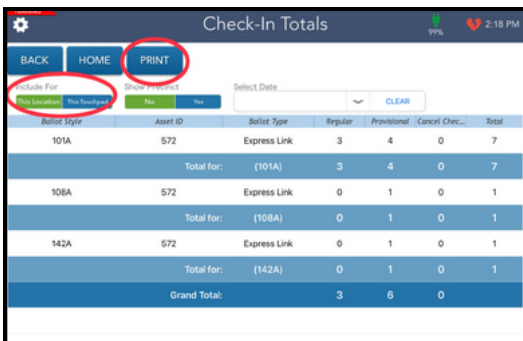 Check-In Totals
99%
2:18 PM
BACK HOME PRINT
Include For Show Precinct Select Date
This Location This Touchpad No Yes CLEAR
Ballot Style Asset ID Ballot Type Regular Provisional Cancel Chec... Total
101A 572 Express Link 3 4 0 7
Total for: (101A) 3 4 0 7
108A 572 Express Link 0 1 0 1
Total for: (108A) 0 1 0 1
142A 572 Express Link 0 1 0 1
Total for: (142A) 0 1 0 1
Grand Total: 3 6 0